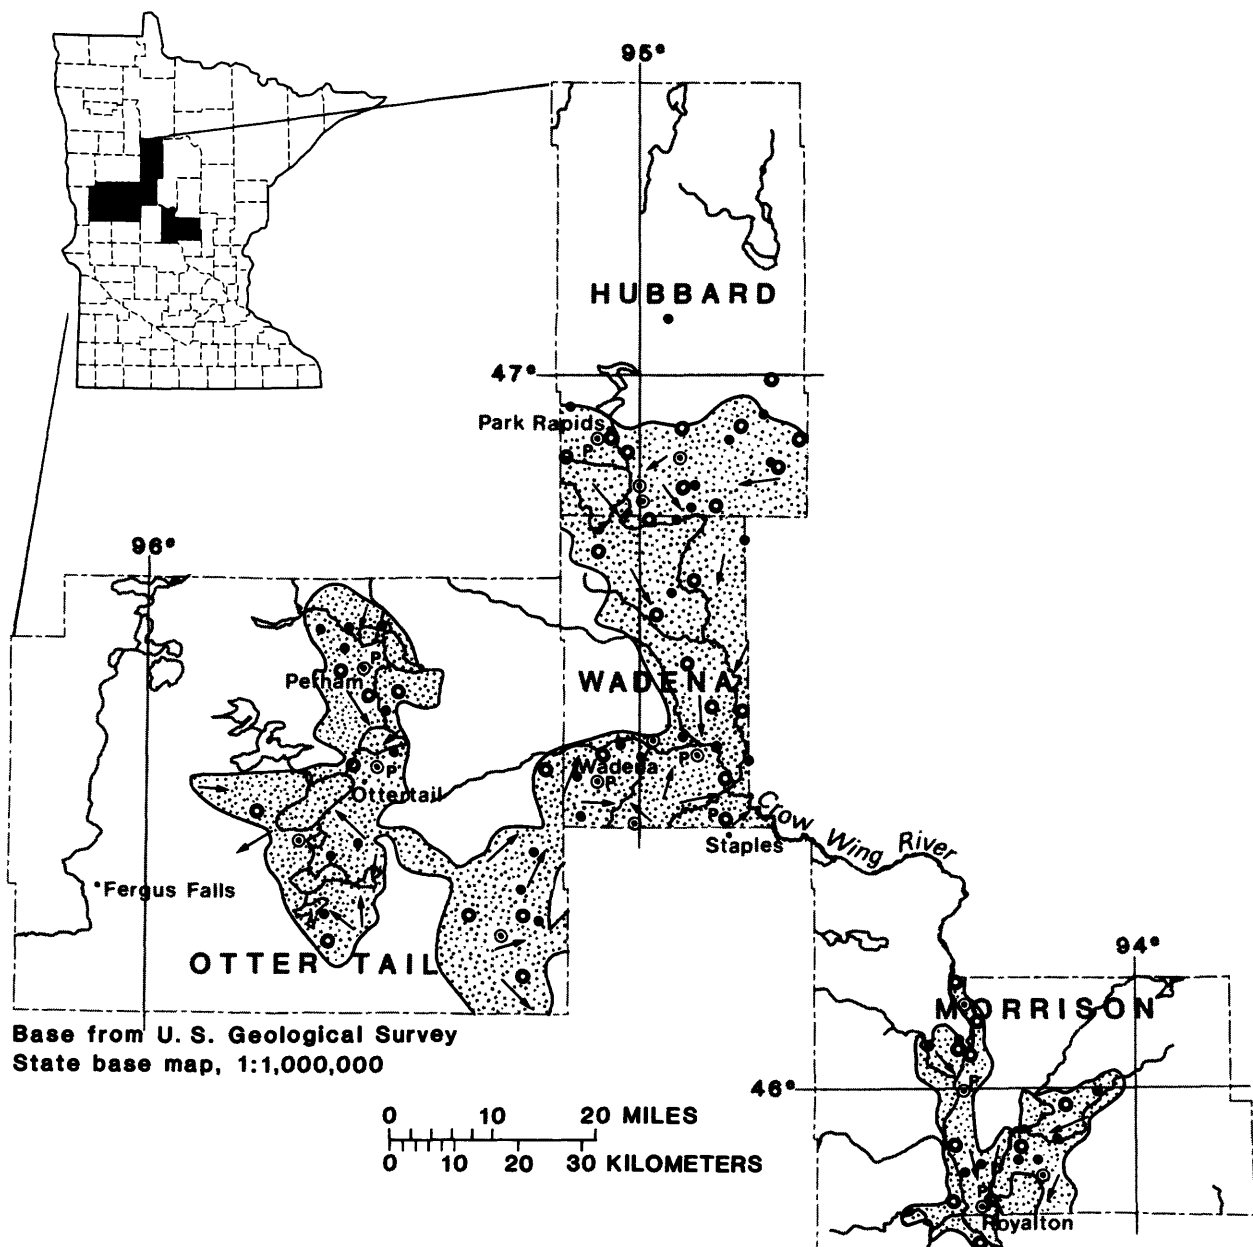 95°
HUBBARD
47°
Park Rapids
P
96°
P
Perham
WADENA
P
Wadena
P
P
Ottertail
Crow Wing River
P
Staples
P
Fergus Falls
OTTER TAIL
94°
MORRISON
Base from U. S. Geological Survey
State base map, 1:1,000,000
P
46°
0 10 20 MILES
0 10 20 30 KILOMETERS
P
Royalton